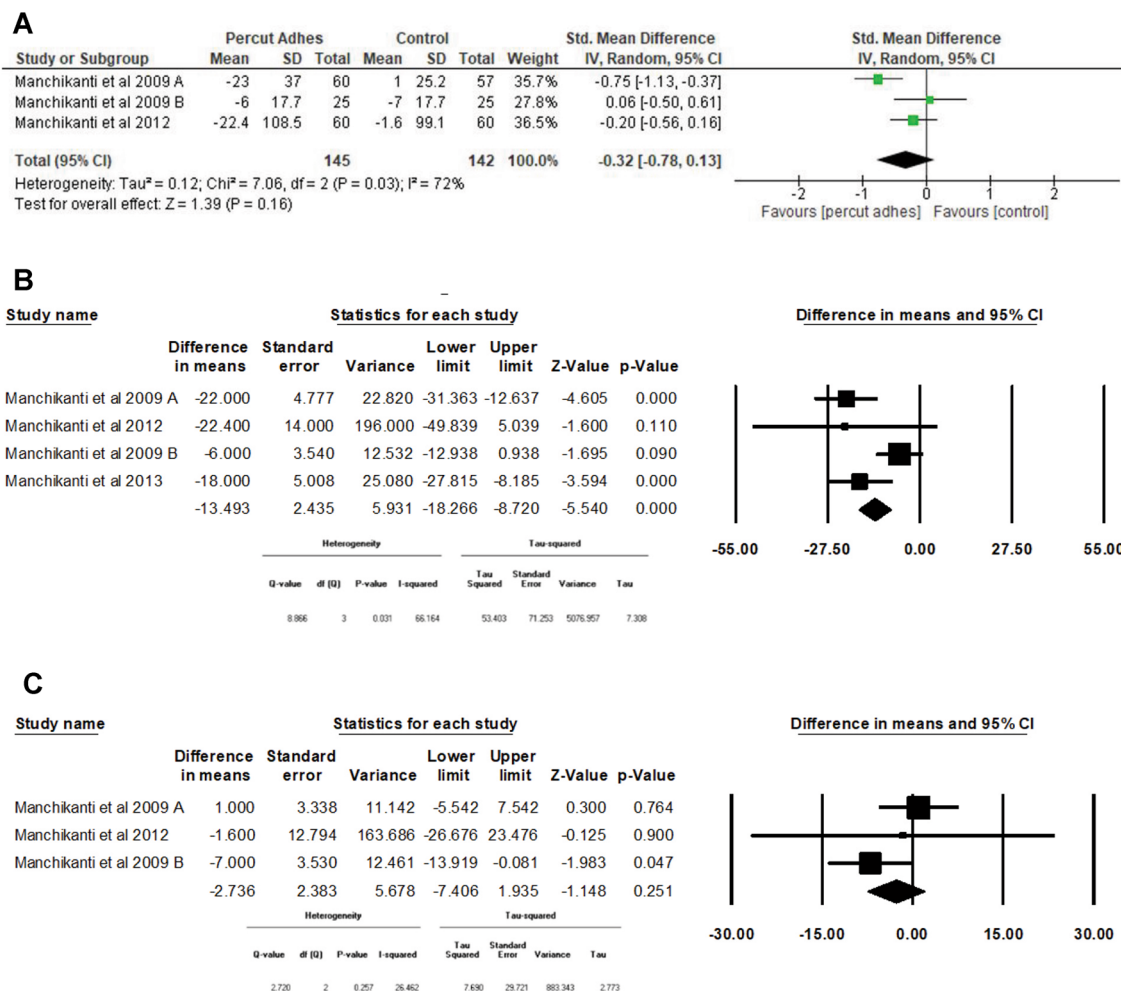 A
Percut Adhes Control Std. Mean Difference Std. Mean Difference
Study or Subgroup Mean SD Total Mean SD Total Weight IV, Random, 95% CI IV, Random, 95% CI
Manchikanti et al 2009 A -23 37 60 1 25.2 57 35.7% -0.75 [-1.13, -0.37]
Manchikanti et al 2009 B -6 17.7 25 -7 17.7 25 27.8% 0.06 [-0.50, 0.61]
Manchikanti et al 2012 -22.4 108.5 60 -1.6 99.1 60 36.5% -0.20 [-0.56, 0.16]
Total (95% CI) 145 142 100.0% -0.32 [-0.78, 0.13]
Heterogeneity: Tau² = 0.12; Chi² = 7.06, df = 2 (P = 0.03); I² = 72%
Test for overall effect: Z = 1.39 (P = 0.16)
-2 -1 0 1 2
Favours [percut adhes] Favours [control]
B
Study name Statistics for each study Difference in means and 95% CI
Difference Standard Lower Upper
in means error Variance limit limit Z-Value p-Value
Manchikanti et al 2009 A -22.000 4.777 22.820 -31.363 -12.637 -4.605 0.000
Manchikanti et al 2012 -22.400 14.000 196.000 -49.839 5.039 -1.600 0.110
Manchikanti et al 2009 B -6.000 3.540 12.532 -12.938 0.938 -1.695 0.090
Manchikanti et al 2013 -18.000 5.008 25.080 -27.815 -8.185 -3.594 0.000
-13.493 2.435 5.931 -18.266 -8.720 -5.540 0.000
-55.00 -27.50 0.00 27.50 55.00
Heterogeneity Tau-squared
Tau Standard
Q-value df (Q) P-value I-squared Squared Error Variance Tau
8.866 3 0.031 66.164 53.403 71.253 5076.957 7.308
C
Study name Statistics for each study Difference in means and 95% CI
Difference Standard Lower Upper
in means error Variance limit limit Z-Value p-Value
Manchikanti et al 2009 A 1.000 3.338 11.142 -5.542 7.542 0.300 0.764
Manchikanti et al 2012 -1.600 12.794 163.686 -26.676 23.476 -0.125 0.900
Manchikanti et al 2009 B -7.000 3.530 12.461 -13.919 -0.081 -1.983 0.047
-2.736 2.383 5.678 -7.406 1.935 -1.148 0.251
-30.00 -15.00 0.00 15.00 30.00
Heterogeneity Tau-squared
Tau Standard
Q-value df (Q) P-value I-squared Squared Error Variance Tau
2.720 2 0.257 26.462 7.690 29.721 883.343 2.773